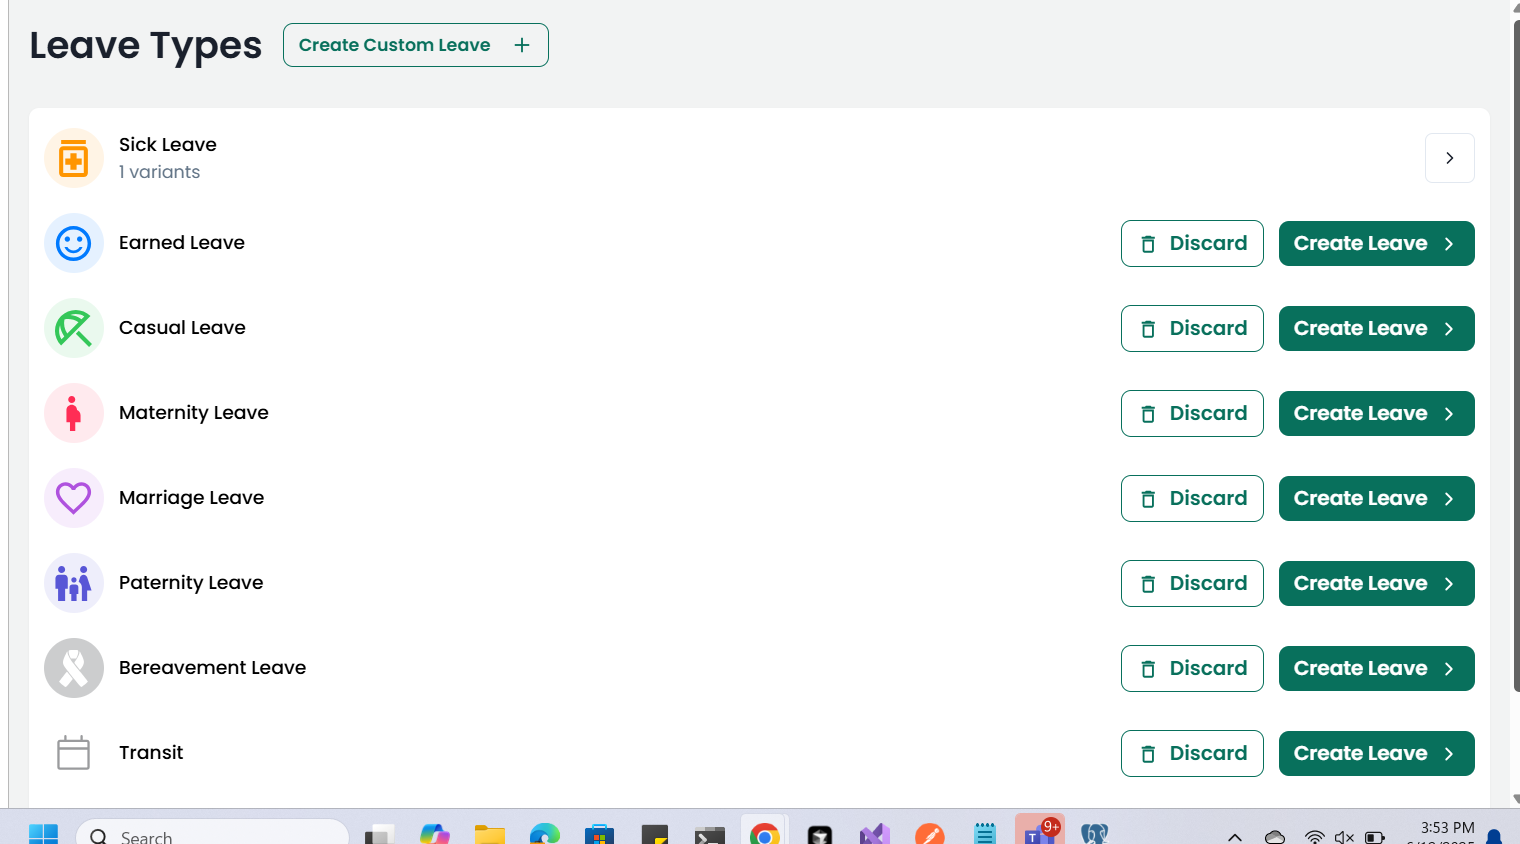 Leave Types
Create Custom Leave +
Sick Leave
1 variants
Earned Leave
Discard
Create Leave
Casual Leave
Discard
Create Leave
Maternity Leave
Discard
Create Leave
Marriage Leave
Discard
Create Leave
Paternity Leave
Discard
Create Leave
Bereavement Leave
Discard
Create Leave
Transit
Discard
Create Leave
Search
T
9+
3:53 PM